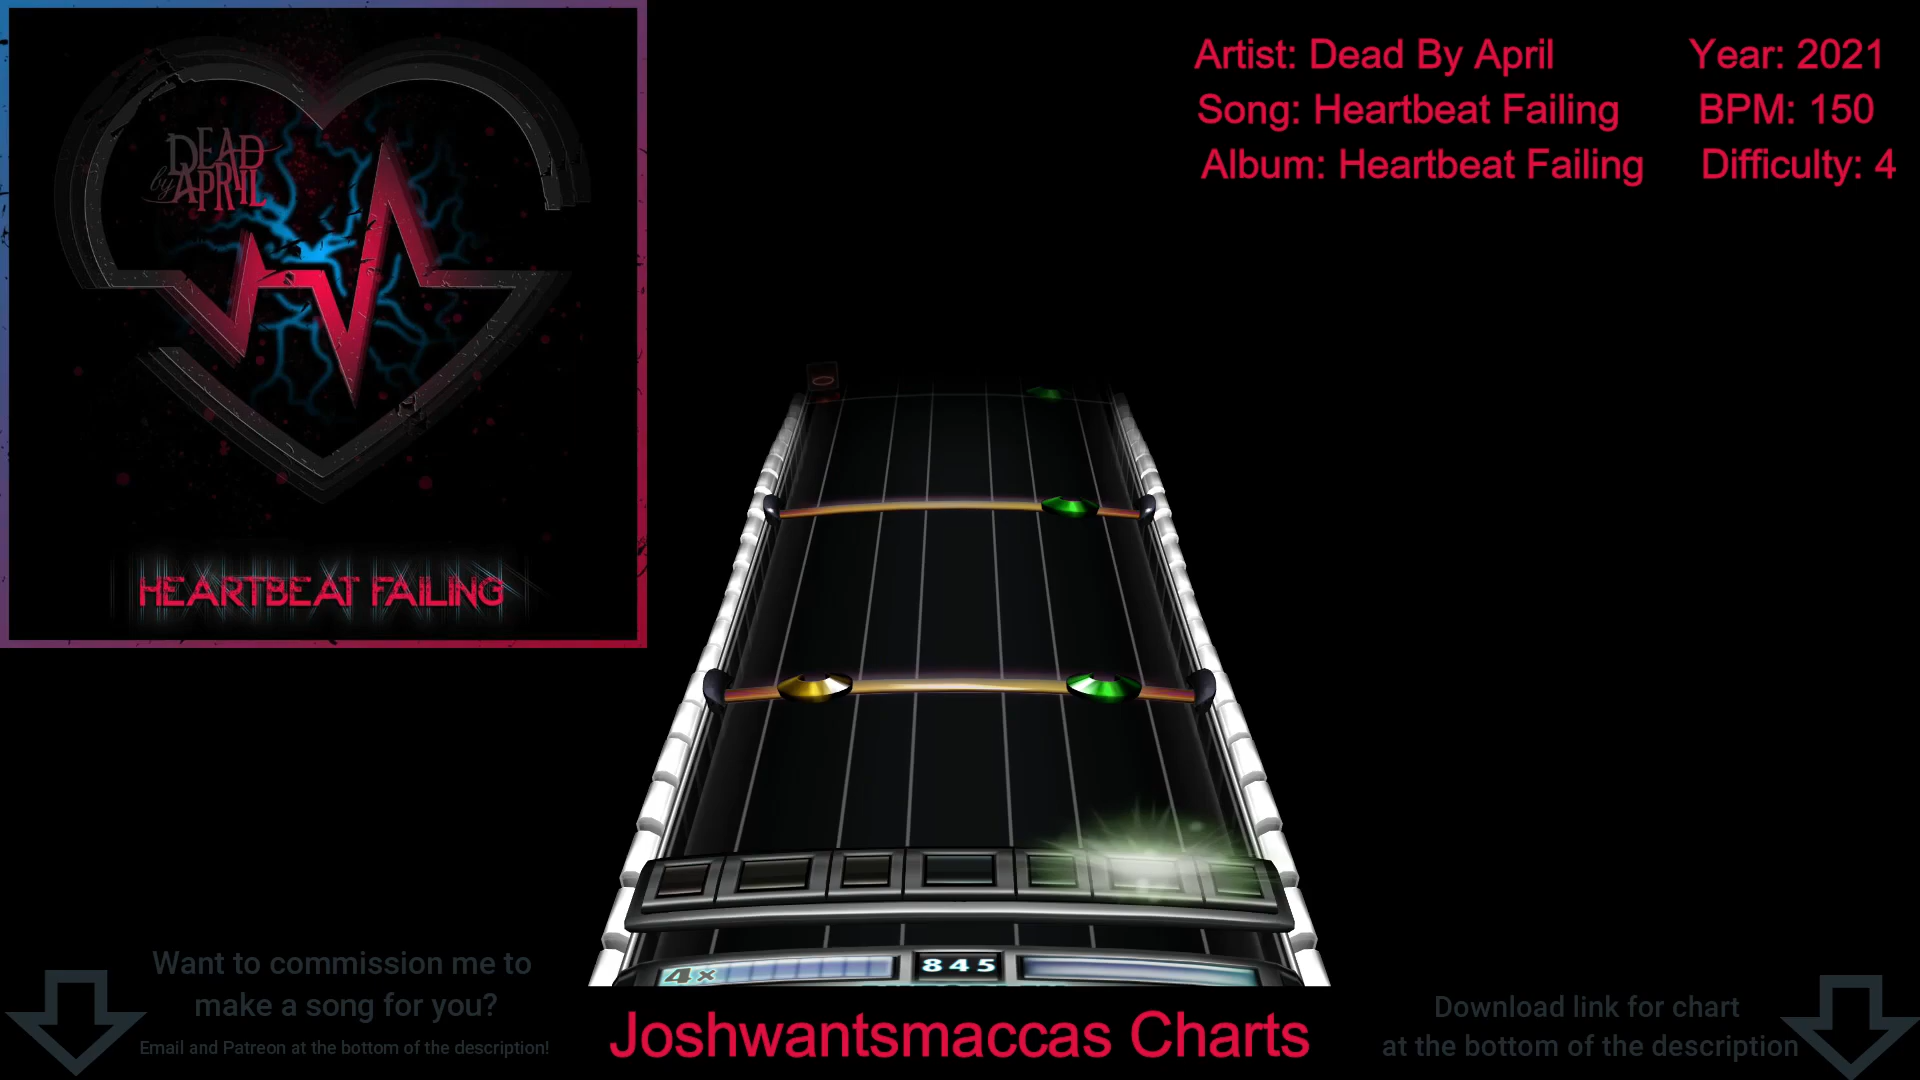 Artist: Dead By April
Year: 2021
Song: Heartbeat Failing
BPM: 150
Album: Heartbeat Failing
Difficulty: 4
DEAD
by APRIL
HEARTBEAT FAILING
4x
845
Want to commission me to
make a song for you?
Email and Patreon at the bottom of the description!
Joshwantsmaccas Charts
Download link for chart
at the bottom of the description